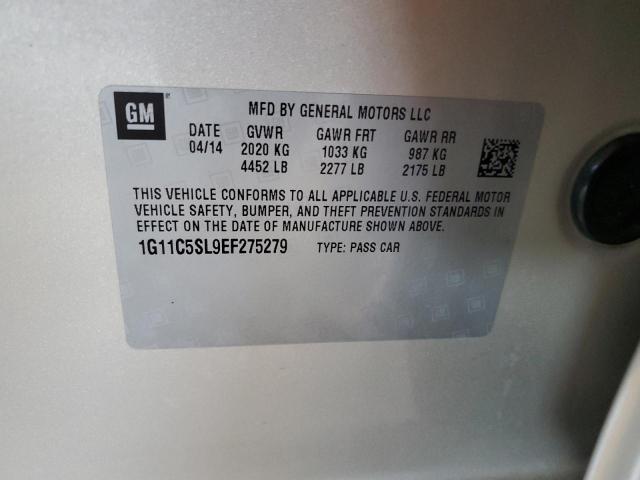 GM
MFD BY GENERAL MOTORS LLC
DATE GVWR GAWR FRT GAWR RR
04/14 2020 KG 1033 KG 987 KG
4452 LB 2277 LB 2175 LB
THIS VEHICLE CONFORMS TO ALL APPLICABLE U.S. FEDERAL MOTOR
VEHICLE SAFETY, BUMPER, AND THEFT PREVENTION STANDARDS IN
EFFECT ON THE DATE OF MANUFACTURE SHOWN ABOVE.
1G11C5SL9EF275279 TYPE: PASS CAR